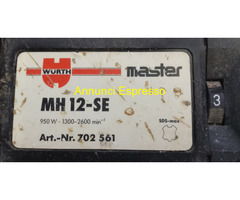 WÜRTH
master
Annunci Espresso
MH 12-SE
950 W - 1300-2600 min⁻¹
SDS-max
Art.-Nr. 702 561
3